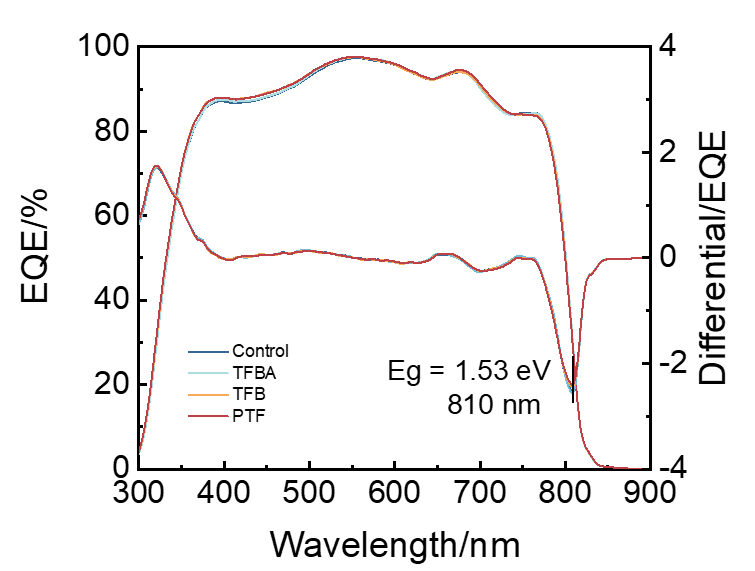 100
80
60
40
20
0
EQE/%
4
2
0
-2
-4
Differential/EQE
Control
TFBA
TFB
PTF
Eg = 1.53 eV
810 nm
300 400 500 600 700 800 900
Wavelength/nm